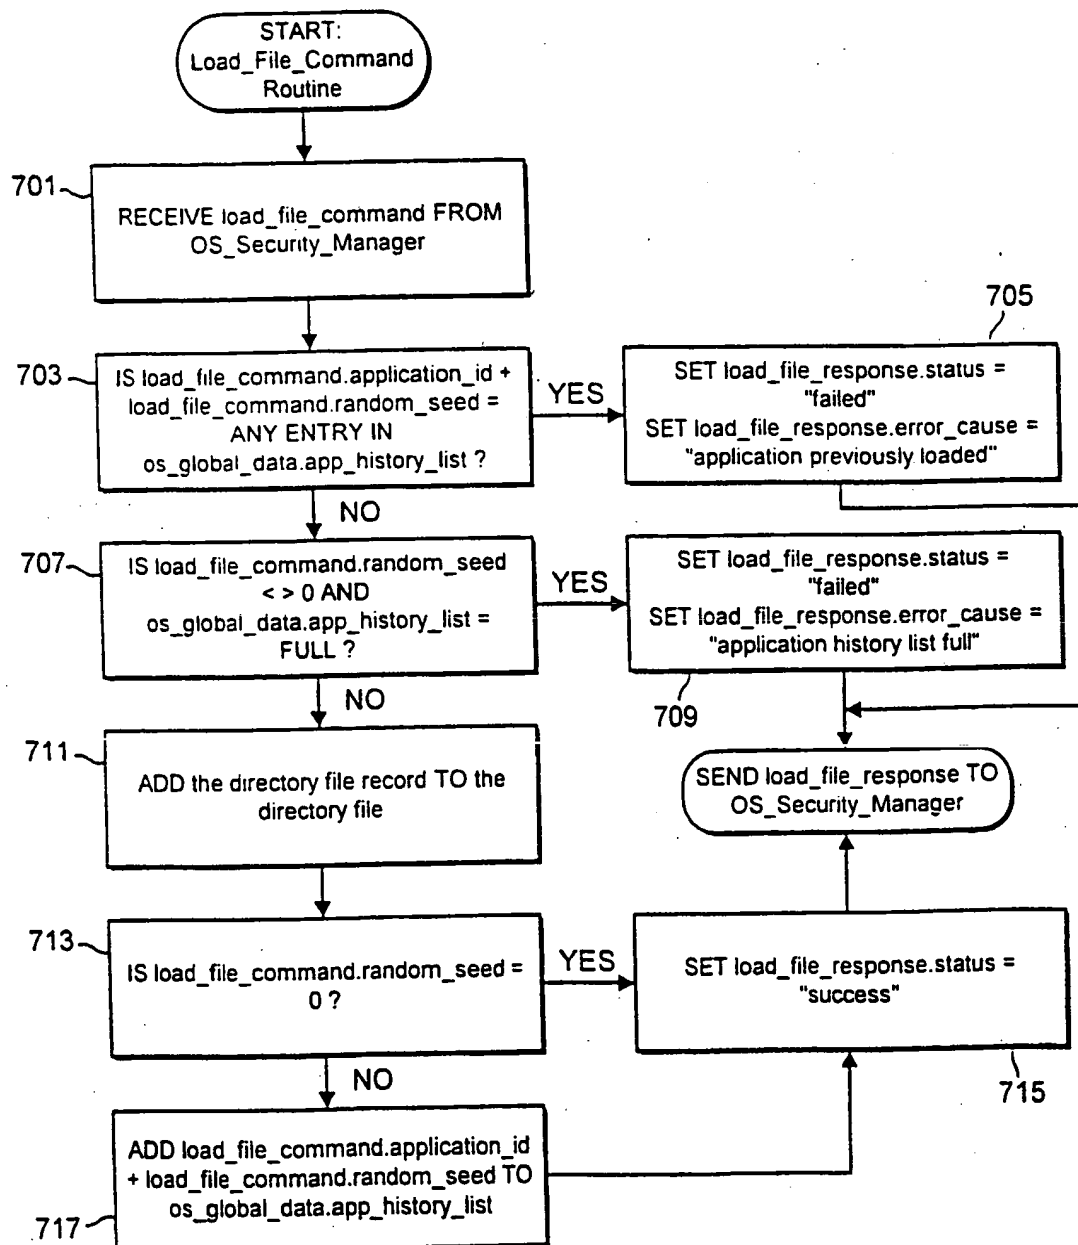 START:
Load_File_Command
Routine
701
RECEIVE load_file_command FROM
OS_Security_Manager
703
IS load_file_command.application_id +
load_file_command.random_seed =
ANY ENTRY IN
os_global_data.app_history_list ?
YES
705
SET load_file_response.status =
"failed"
SET load_file_response.error_cause =
"application previously loaded"
NO
707
IS load_file_command.random_seed
< > 0 AND
os_global_data.app_history_list =
FULL ?
YES
SET load_file_response.status =
"failed"
SET load_file_response.error_cause =
"application history list full"
709
NO
711
ADD the directory file record TO the
directory file
SEND load_file_response TO
OS_Security_Manager
713
IS load_file_command.random_seed =
0 ?
YES
SET load_file_response.status =
"success"
715
NO
ADD load_file_command.application_id
+ load_file_command.random_seed TO
os_global_data.app_history_list
717